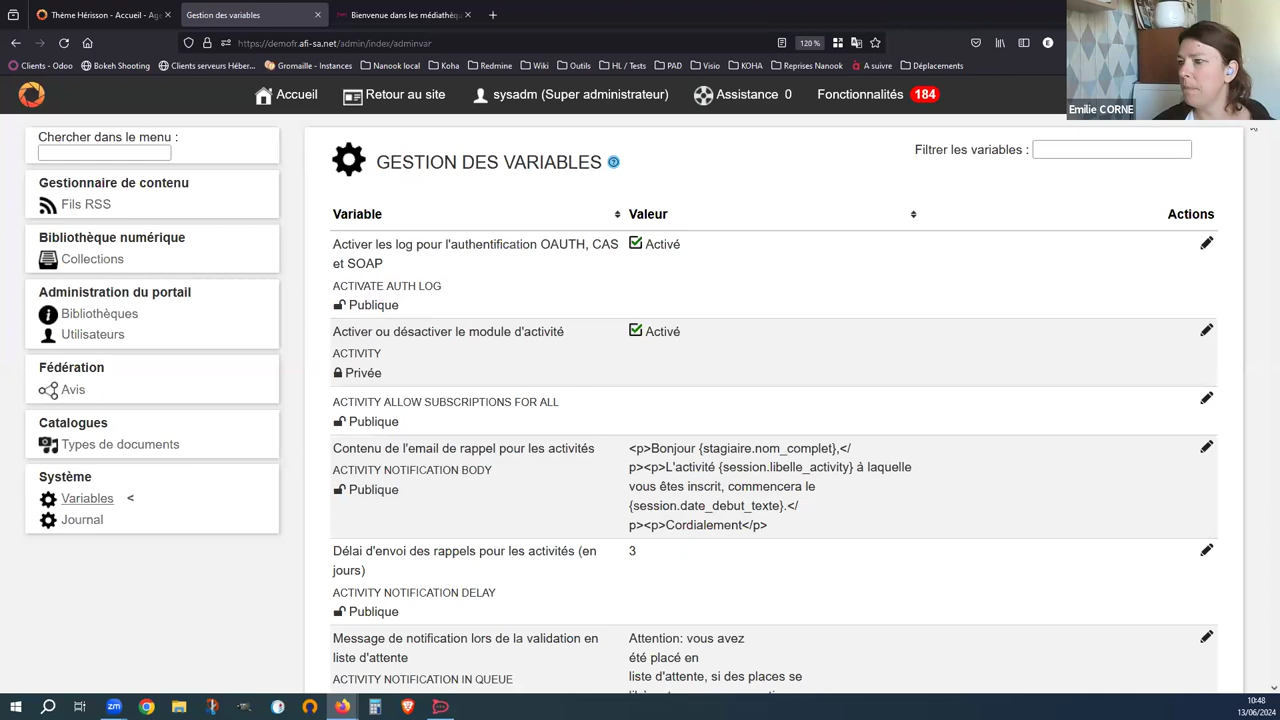 Thème Hérisson - Accueil - Age
Gestion des variables
Bienvenue dans les médiathèqu
https://demofr.afi-sa.net/admin/index/adminvar
120 %
Clients - Odoo
Bokeh Shooting
Clients serveurs Héber…
Gromaille - Instances
Nanook local
Koha
Redmine
Wiki
Outils
HL / Tests
PAD
Visio
KOHA
Reprises Nanook
A suivre
Déplacements
Emilie CORNE
Accueil
Retour au site
sysadm (Super administrateur)
Assistance 0
Fonctionnalités 184
Chercher dans le menu :
Gestionnaire de contenu
Fils RSS
Bibliothèque numérique
Collections
Administration du portail
Bibliothèques
Utilisateurs
Fédération
Avis
Catalogues
Types de documents
Système
Variables <
Journal
GESTION DES VARIABLES
Filtrer les variables :
Variable Valeur Actions
Activer les log pour l'authentification OAUTH, CAS
et SOAP
Activé
ACTIVATE AUTH LOG
Publique
Activer ou désactiver le module d'activité
Activé
ACTIVITY
Privée
ACTIVITY ALLOW SUBSCRIPTIONS FOR ALL
Publique
Contenu de l'email de rappel pour les activités
ACTIVITY NOTIFICATION BODY
Publique
<p>Bonjour {stagiaire.nom_complet},</
p><p>L'activité {session.libelle_activity} à laquelle
vous êtes inscrit, commencera le
{session.date_debut_texte}.</
p><p>Cordialement</p>
Délai d'envoi des rappels pour les activités (en
jours)
3
ACTIVITY NOTIFICATION DELAY
Publique
Message de notification lors de la validation en
liste d'attente
ACTIVITY NOTIFICATION IN QUEUE
Attention: vous avez
été placé en
liste d'attente, si des places se
10:48
13/06/2024